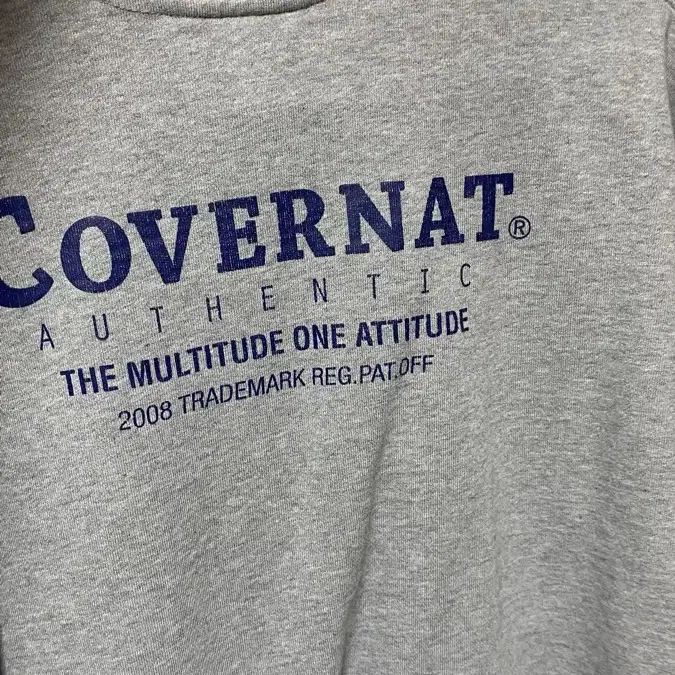 COVERNAT®
AUTHENTIC
THE MULTITUDE ONE ATTITUDE
2008 TRADEMARK REG.PAT.OFF